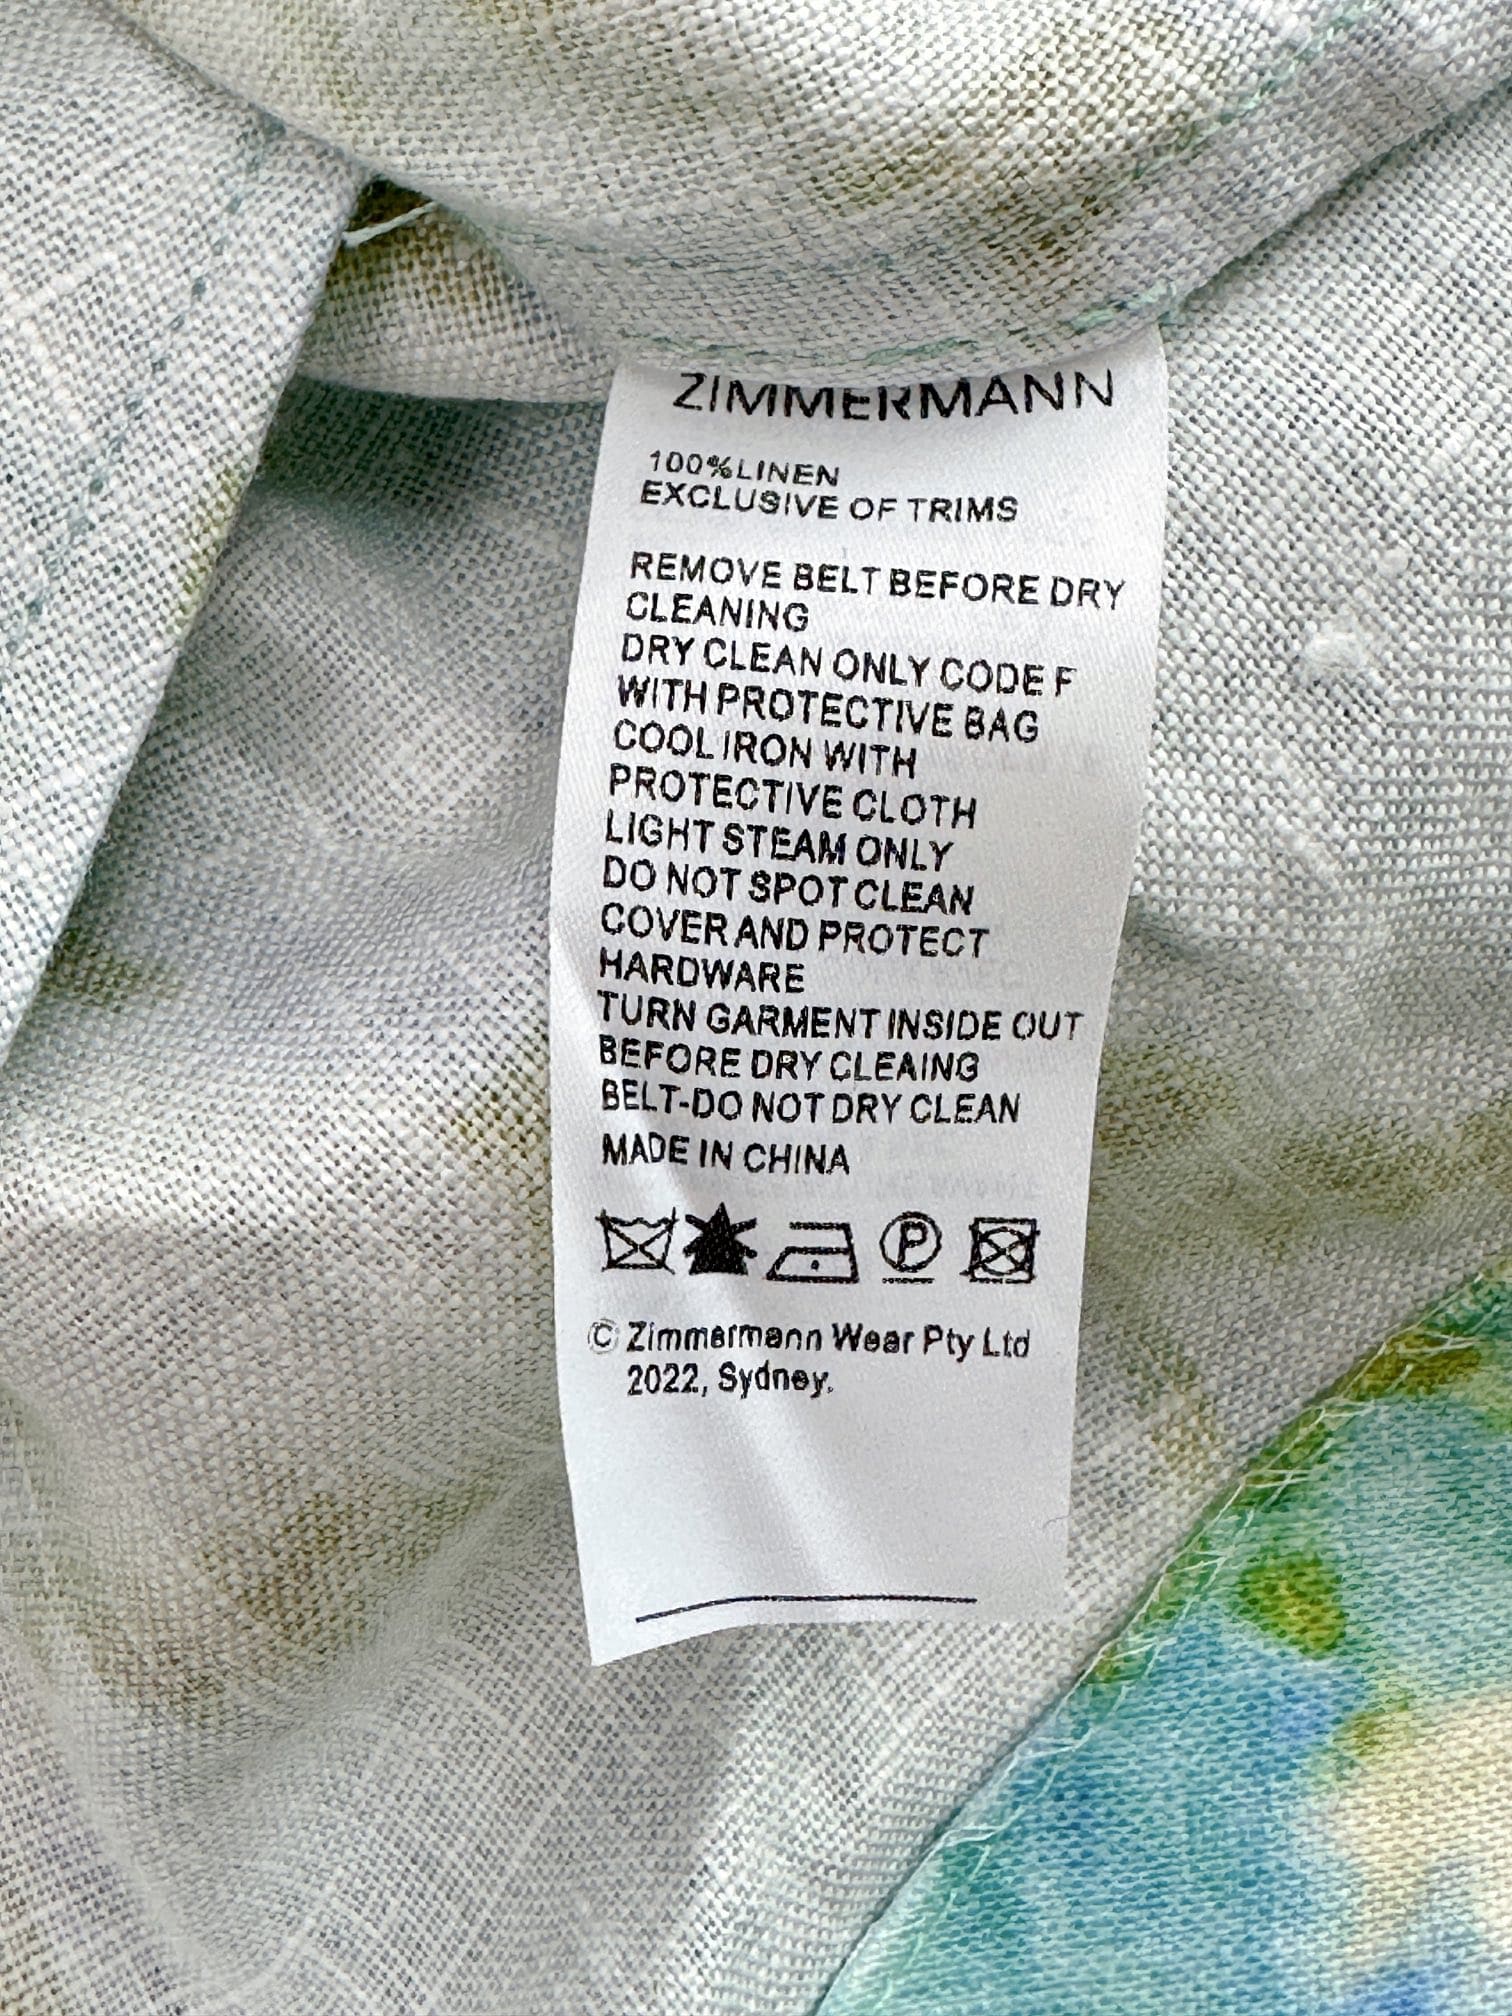 ZIMMERMANN
100%LINEN
EXCLUSIVE OF TRIMS
REMOVE BELT BEFORE DRY
CLEANING
DRY CLEAN ONLY CODE F
WITH PROTECTIVE BAG
COOL IRON WITH
PROTECTIVE CLOTH
LIGHT STEAM ONLY
DO NOT SPOT CLEAN
COVER AND PROTECT
HARDWARE
TURN GARMENT INSIDE OUT
BEFORE DRY CLEAING
BELT-DO NOT DRY CLEAN
MADE IN CHINA
P
© Zimmermann Wear Pty Ltd
2022, Sydney.